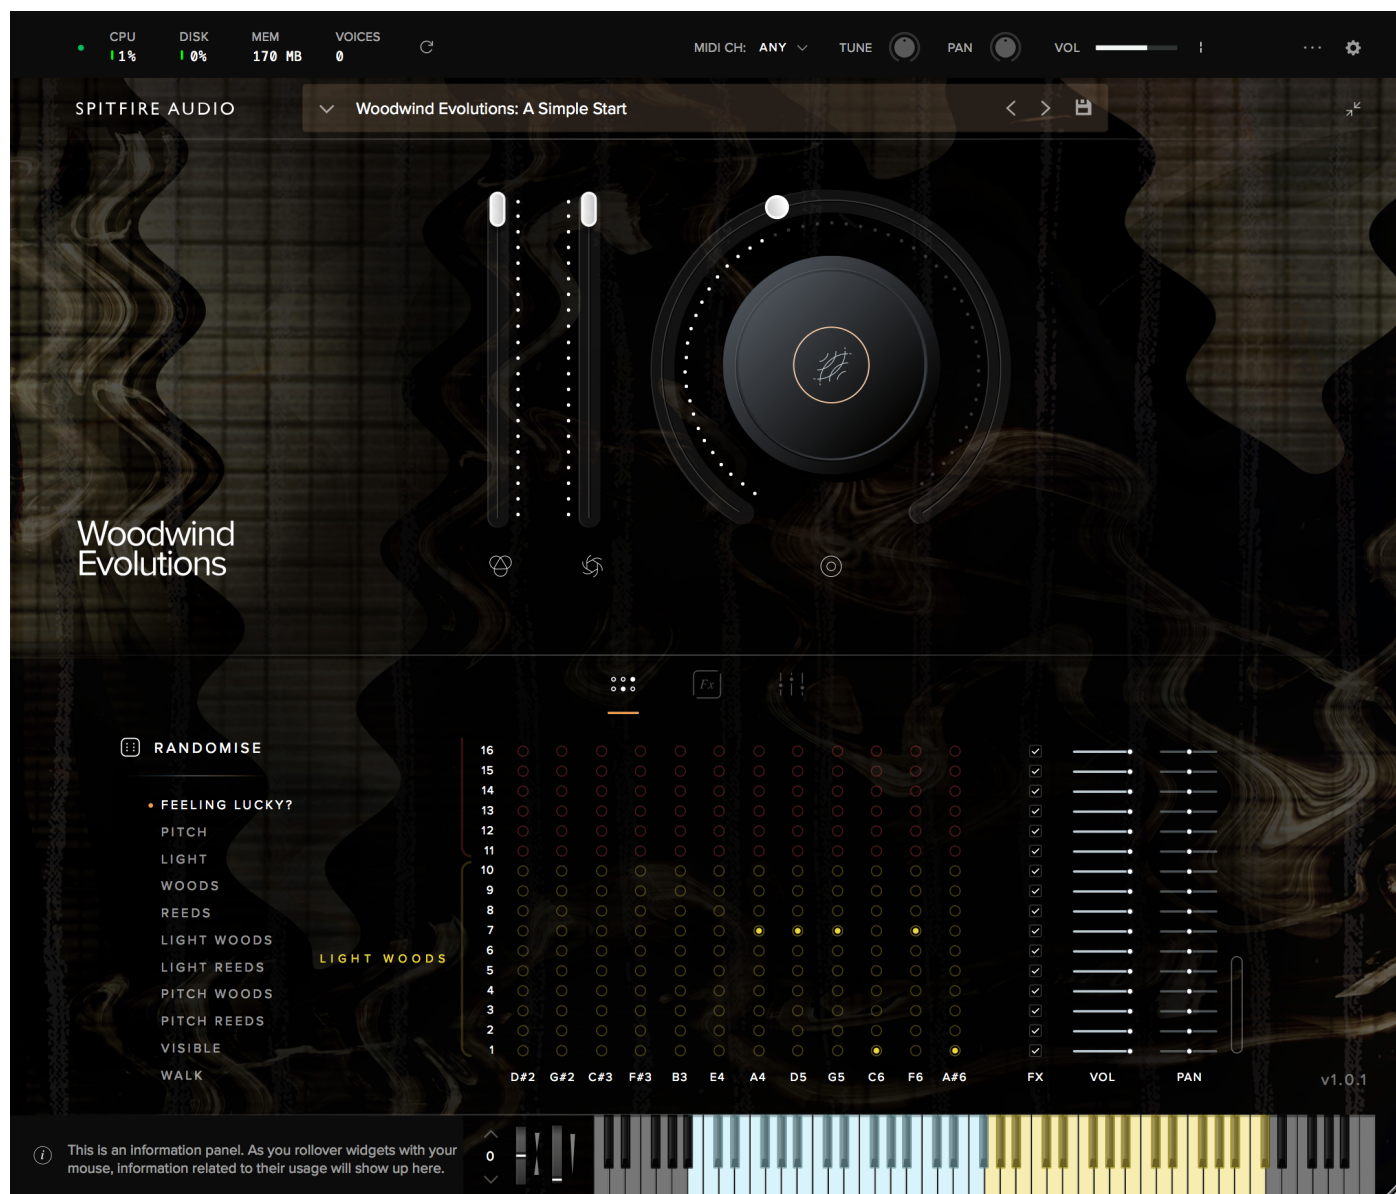 CPU DISK MEM VOICES
1% 0% 170 MB 0
MIDI CH: ANY TUNE PAN VOL
SPITFIRE AUDIO
Woodwind Evolutions: A Simple Start
Woodwind
Evolutions
Fx
RANDOMISE
FEELING LUCKY?
PITCH
LIGHT
WOODS
REEDS
LIGHT WOODS
LIGHT REEDS
PITCH WOODS
PITCH REEDS
VISIBLE
WALK
LIGHT WOODS
16
15
14
13
12
11
10
9
8
7
6
5
4
3
2
1
D#2 G#2 C#3 F#3 B3 E4 A4 D5 G5 C6 F6 A#6 FX VOL PAN
v1.0.1
i
This is an information panel. As you rollover widgets with your
mouse, information related to their usage will show up here.
0